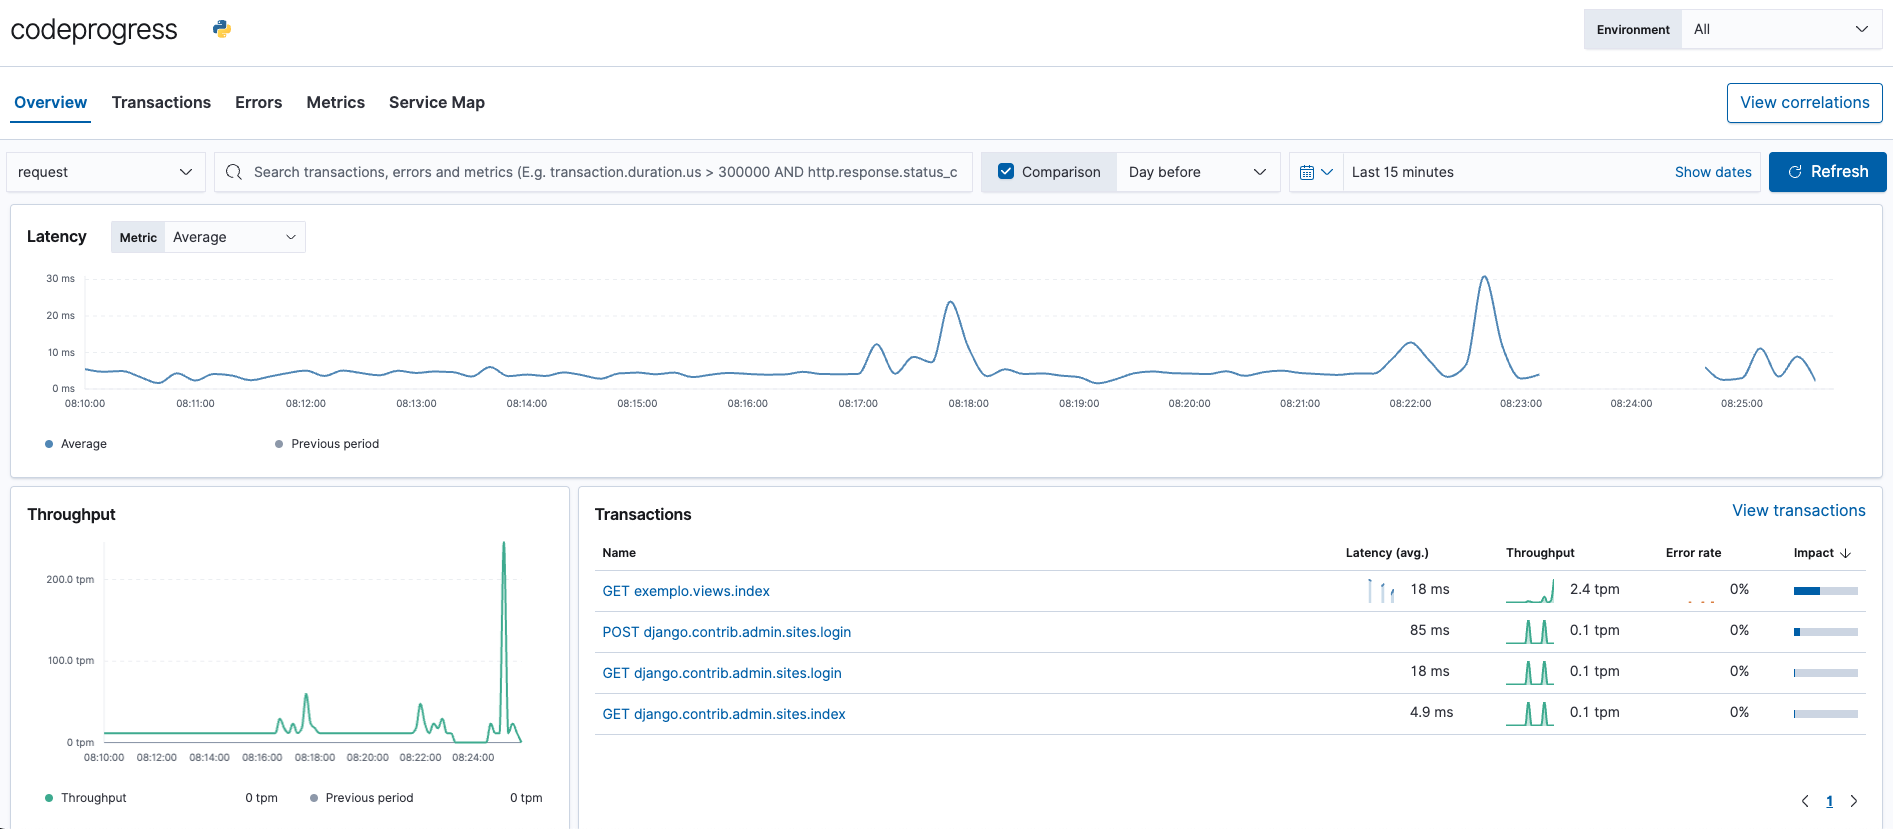 codeprogress
Environment All
Overview Transactions Errors Metrics Service Map
View correlations
request
Search transactions, errors and metrics (E.g. transaction.duration.us > 300000 AND http.response.status_c
Comparison Day before
Last 15 minutes Show dates
Refresh
Latency Metric Average
30 ms
20 ms
10 ms
0 ms
08:10:00 08:11:00 08:12:00 08:13:00 08:14:00 08:15:00 08:16:00 08:17:00 08:18:00 08:19:00 08:20:00 08:21:00 08:22:00 08:23:00 08:24:00 08:25:00
Average Previous period
Throughput
200.0 tpm
100.0 tpm
0 tpm
08:10:00 08:12:00 08:14:00 08:16:00 08:18:00 08:20:00 08:22:00 08:24:00
Throughput 0 tpm Previous period 0 tpm
Transactions View transactions
Name Latency (avg.) Throughput Error rate Impact
GET exemplo.views.index 18 ms 2.4 tpm 0%
POST django.contrib.admin.sites.login 85 ms 0.1 tpm 0%
GET django.contrib.admin.sites.login 18 ms 0.1 tpm 0%
GET django.contrib.admin.sites.index 4.9 ms 0.1 tpm 0%
1